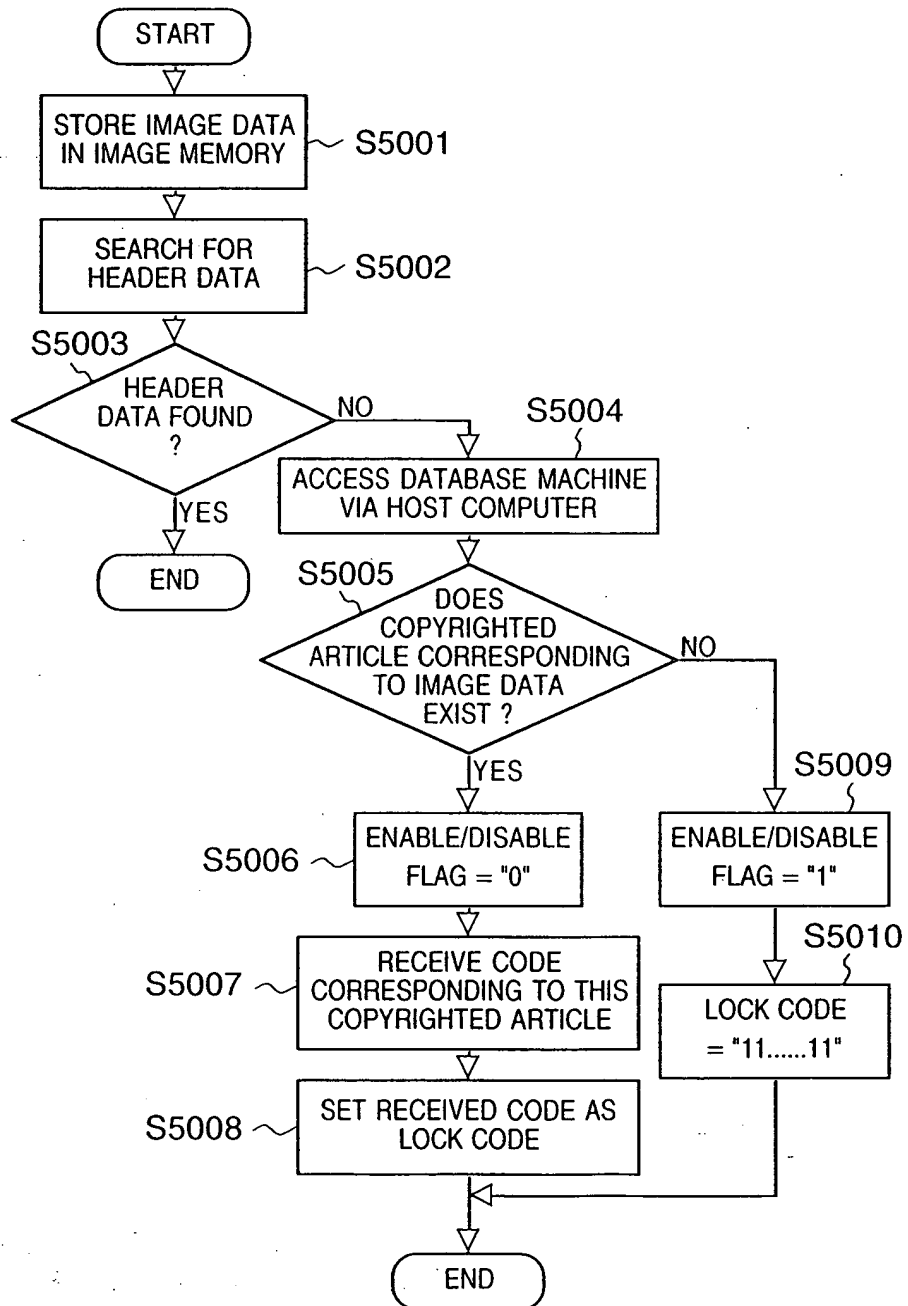 START
STORE IMAGE DATA
IN IMAGE MEMORY
S5001
SEARCH FOR
HEADER DATA
S5002
S5003
HEADER
DATA FOUND
?
NO
YES
END
S5004
ACCESS DATABASE MACHINE
VIA HOST COMPUTER
S5005
DOES
COPYRIGHTED
ARTICLE CORRESPONDING
TO IMAGE DATA
EXIST ?
NO
YES
S5006
ENABLE/DISABLE
FLAG = "0"
S5009
ENABLE/DISABLE
FLAG = "1"
S5007
RECEIVE CODE
CORRESPONDING TO THIS
COPYRIGHTED ARTICLE
S5010
LOCK CODE
= "11......11"
S5008
SET RECEIVED CODE AS
LOCK CODE
END